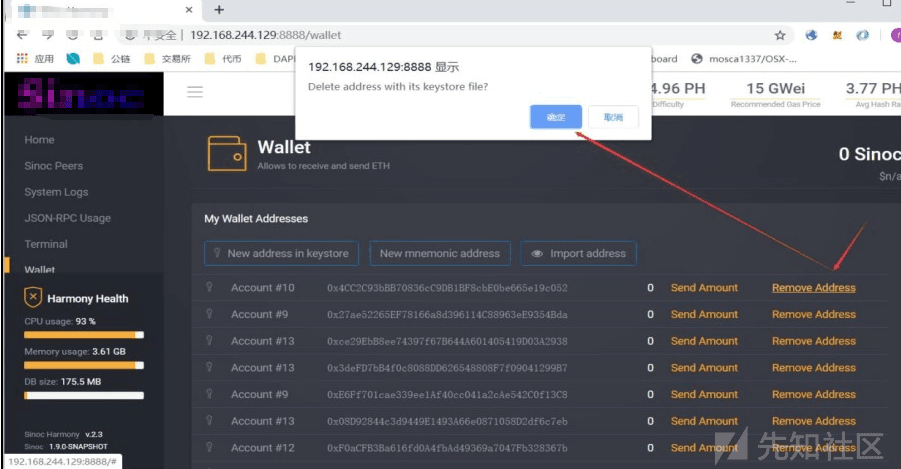 不安全 | 192.168.244.129:8888/wallet
应用 公链 交易所 代币 DAPP board mosca1337/OSX-...
192.168.244.129:8888 显示
Delete address with its keystore file?
确定 取消
Sinoc
4.96 PH 15 GWei 3.77 PH
Difficulty Recommended Gas Price Avg Hash Ra
Home
Sinoc Peers
System Logs
JSON-RPC Usage
Terminal
Wallet
Harmony Health
CPU usage: 93 %
Memory usage: 3.61 GB
DB size: 175.5 MB
Sinoc Harmony v.2.3
Sinoc 1.9.0-SNAPSHOT
192.168.244.129:8888/#
Wallet
Allows to receive and send ETH
0 Sinoc
$n/a
My Wallet Addresses
New address in keystore New mnemonic address Import address
Account #10 0x4CC2C93bBB70836cC9DB1BF8cbE0be665e19c052 0 Send Amount Remove Address
Account #9 0x27ae52265EF78166a8d396114C88963eE9354Bda 0 Send Amount Remove Address
Account #13 0xce29EbB8ee74397f67B644A601405419D03A2938 0 Send Amount Remove Address
Account #13 0x3deFD7bB4f0c8088DD626548808F7f09041299B7 0 Send Amount Remove Address
Account #9 0xE6Ff701cae339ee1Af40cc041a2cAe542C0f13C8 0 Send Amount Remove Address
Account #13 0x08D92844c3d9449E1493A66e0871058D2df6c7eb 0 Send Amount Remove Address
Account #12 0xF0aCFB3Ba616fd0A4fbAd49369a7047Fb328367b 0 Send Amount Remove Address
先知社区